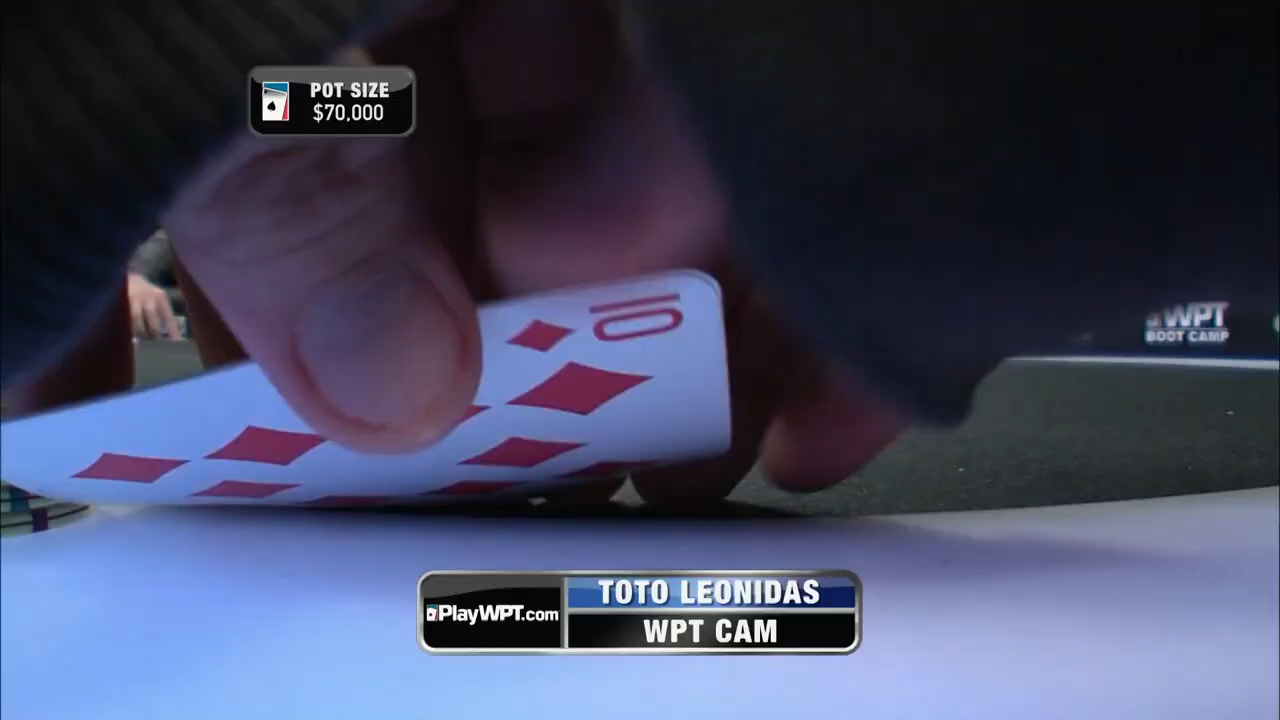 POT SIZE
$70,000
10
WPT
BOOT CAMP
PlayWPT.com
TOTO LEONIDAS
WPT CAM